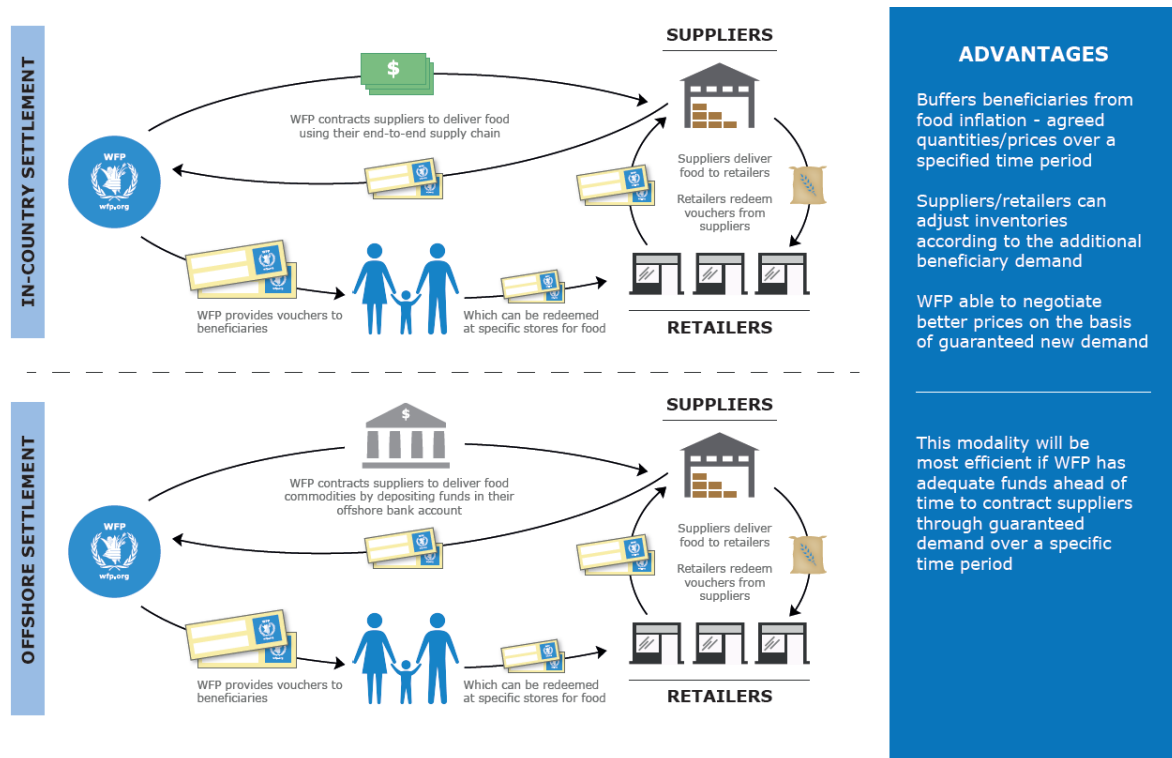 IN-COUNTRY SETTLEMENT
SUPPLIERS
$
WFP contracts suppliers to deliver food
using their end-to-end supply chain
WFP
wfp.org
Suppliers deliver
food to retailers
Retailers redeem
vouchers from
suppliers
WFP provides vouchers to
beneficiaries
Which can be redeemed
at specific stores for food
RETAILERS
OFFSHORE SETTLEMENT
SUPPLIERS
$
WFP contracts suppliers to deliver food
commodities by depositing funds in their
offshore bank account
WFP
wfp.org
Suppliers deliver
food to retailers
Retailers redeem
vouchers from
suppliers
WFP provides vouchers to
beneficiaries
Which can be redeemed
at specific stores for food
RETAILERS
ADVANTAGES
Buffers beneficiaries from
food inflation - agreed
quantities/prices over a
specified time period
Suppliers/retailers can
adjust inventories
according to the additional
beneficiary demand
WFP able to negotiate
better prices on the basis
of guaranteed new demand
This modality will be
most efficient if WFP has
adequate funds ahead of
time to contract suppliers
through guaranteed
demand over a specific
time period